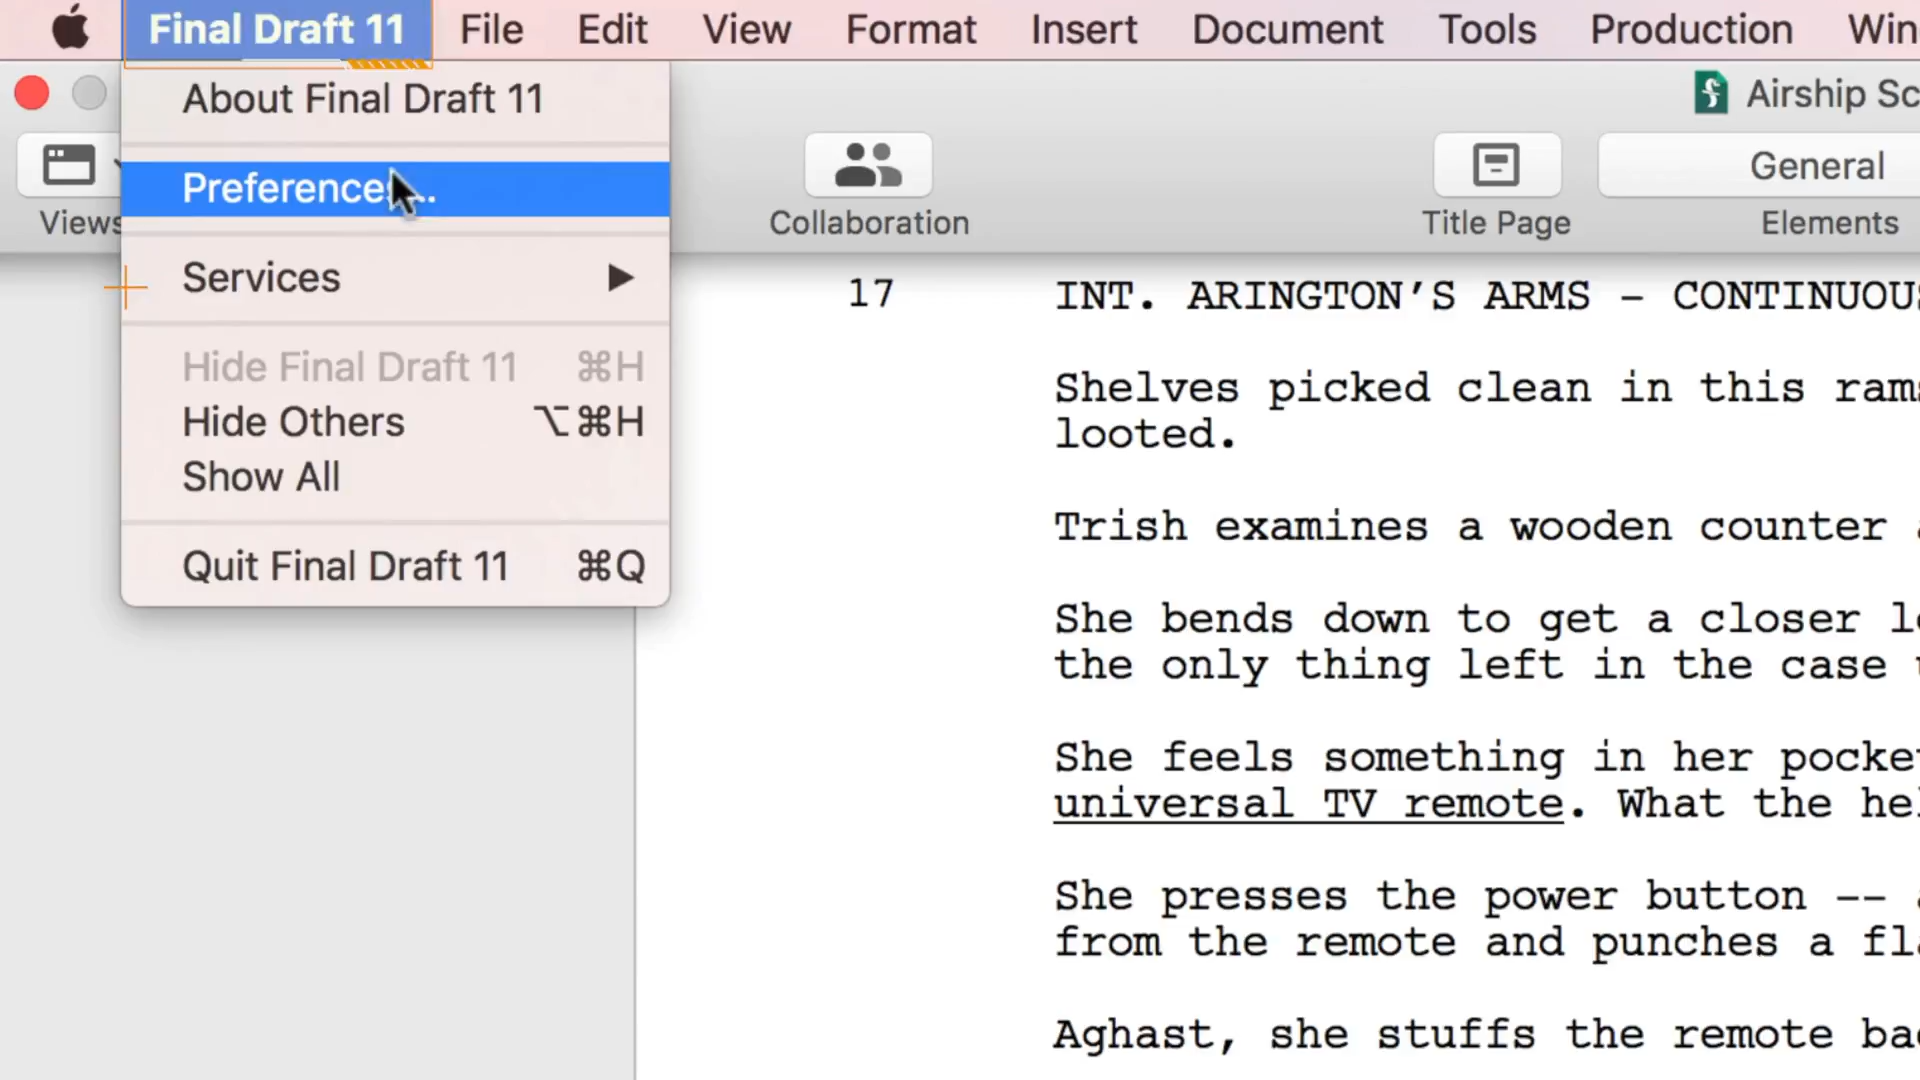 Final Draft 11 File Edit View Format Insert Document Tools Production
About Final Draft 11
Preferences...
Services
Hide Final Draft 11 ⌘H
Hide Others ⌥⌘H
Show All
Quit Final Draft 11 ⌘Q
Airship
Views
Collaboration
Title Page
General
Elements
17 INT. ARINGTON’S ARMS – CONTINUOUS
Shelves picked clean in this
looted.
Trish examines a wooden counter
She bends down to get a closer
the only thing left in the case
She feels something in her
universal TV remote. What the
She presses the power button --
from the remote and punches a
Aghast, she stuffs the remote